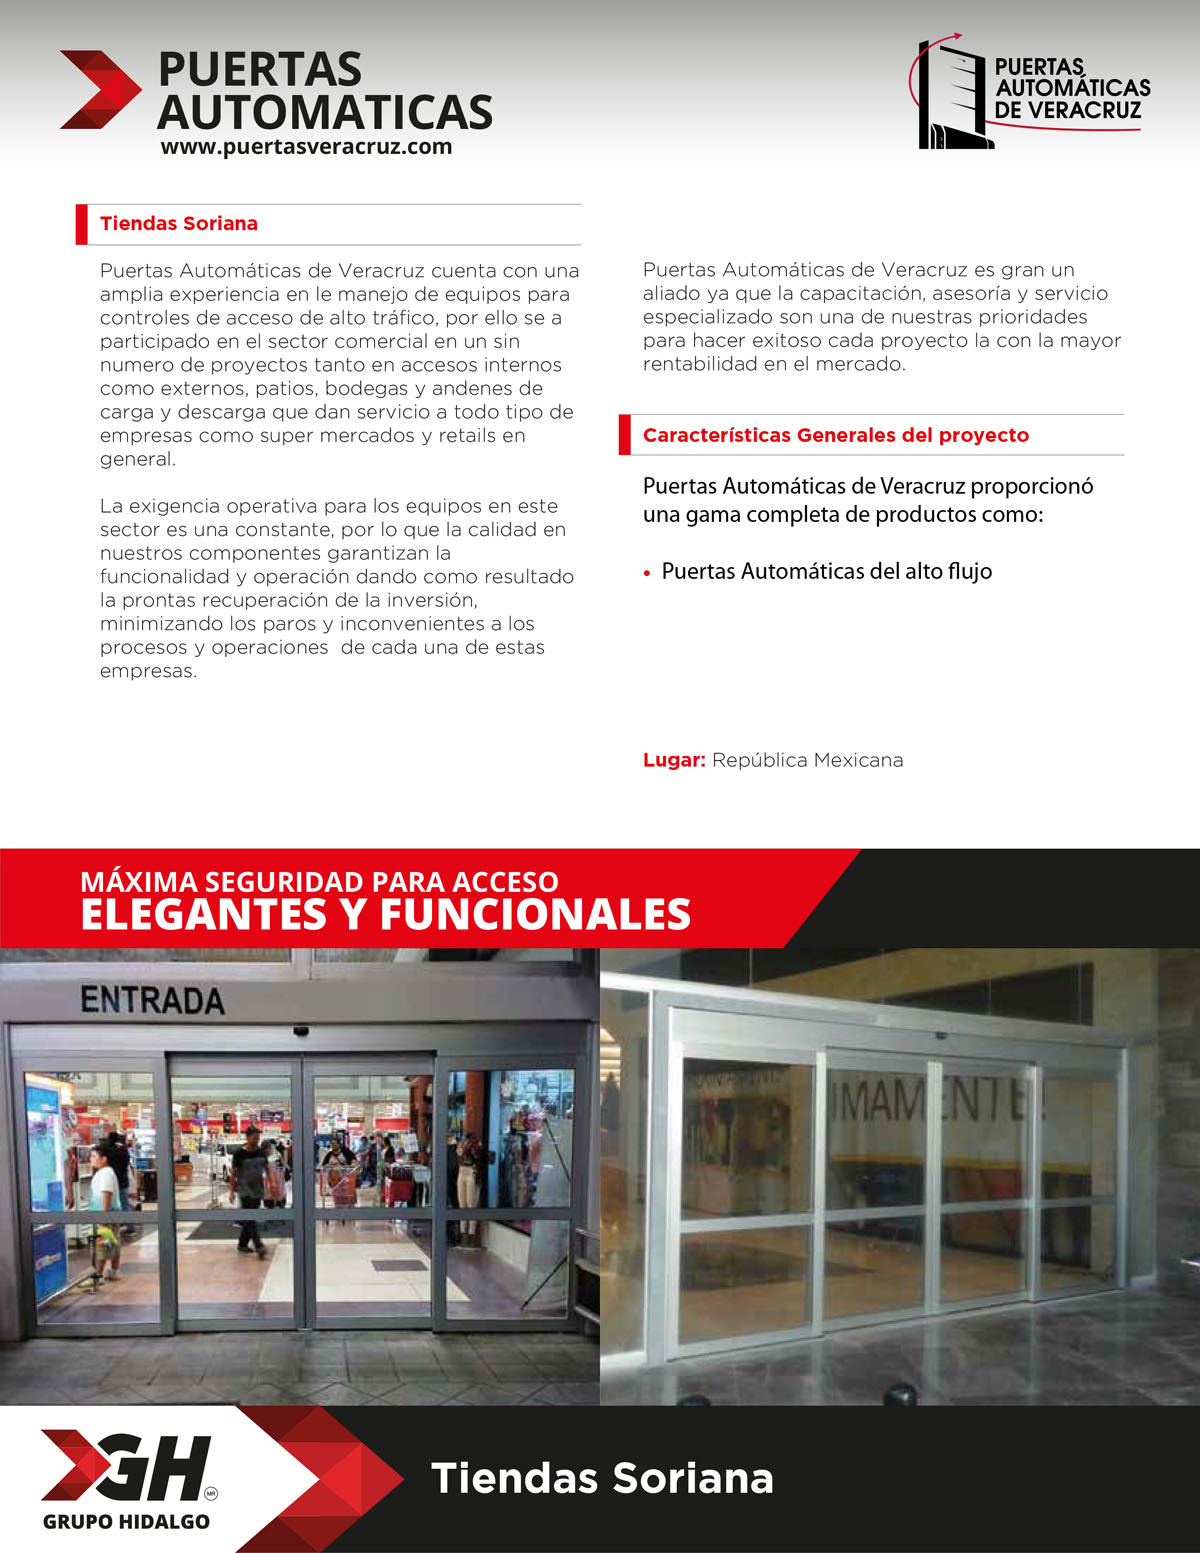 PUERTAS
AUTOMATICAS
www.puertasveracruz.com
PUERTAS
AUTOMÁTICAS
DE VERACRUZ
Tiendas Soriana
Puertas Automáticas de Veracruz cuenta con una
amplia experiencia en le manejo de equipos para
controles de acceso de alto tráfico, por ello se a
participado en el sector comercial en un sin
numero de proyectos tanto en accesos internos
como externos, patios, bodegas y andenes de
carga y descarga que dan servicio a todo tipo de
empresas como super mercados y retails en
general.
La exigencia operativa para los equipos en este
sector es una constante, por lo que la calidad en
nuestros componentes garantizan la
funcionalidad y operación dando como resultado
la prontas recuperación de la inversión,
minimizando los paros y inconvenientes a los
procesos y operaciones  de cada una de estas
empresas.
Puertas Automáticas de Veracruz es gran un
aliado ya que la capacitación, asesoría y servicio
especializado son una de nuestras prioridades
para hacer exitoso cada proyecto la con la mayor
rentabilidad en el mercado.
Características Generales del proyecto
Puertas Automáticas de Veracruz proporcionó
una gama completa de productos como:
• Puertas Automáticas del alto flujo
Lugar: República Mexicana
MÁXIMA SEGURIDAD PARA ACCESO
ELEGANTES Y FUNCIONALES
ENTRADA
IMAMENTE!
GH
MR
GRUPO HIDALGO
Tiendas Soriana